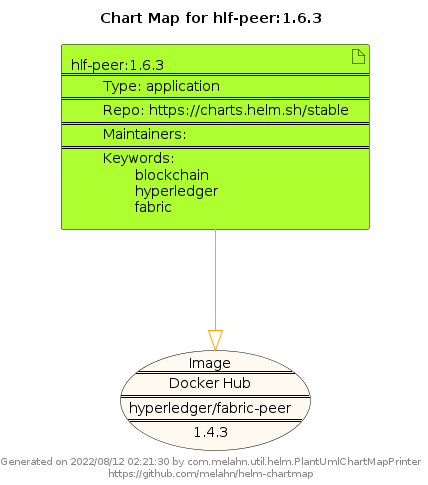 Chart Map for hlf-peer:1.6.3
hlf-peer:1.6.3
Type: application
Repo: https://charts.helm.sh/stable
Maintainers:
Keywords:
blockchain
hyperledger
fabric
Image
Docker Hub
hyperledger/fabric-peer
1.4.3
Generated on 2022/08/12 02:21:30 by com.melahn.util.helm.PlantUmlChartMapPrinter
https://github.com/melahn/helm-chartmap